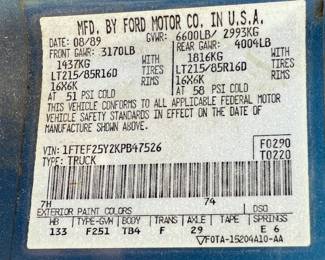 MFD. BY FORD MOTOR CO. IN U.S.A.
DATE: 08/89 GVWR: 6600LB/ 2993KG
FRONT GAWR: 3170LB REAR GAWR: 4004LB
1437KG WITH 1816KG WITH
LT215/85R16D TIRES LT215/85R16D TIRES
16X6K RIMS 16X6K RIMS
AT 51 PSI COLD AT 65 PSI COLD
THIS VEHICLE CONFORMS TO ALL APPLICABLE FEDERAL MOTOR
VEHICLE SAFETY STANDARDS IN EFFECT ON THE DATE OF
MANUFACTURE SHOWN ABOVE.
VIN: 1FTEF25Y2KPB47526 F0290
TYPE: TRUCK T0220
7H 74
EXTERIOR PAINT COLORS DSO
WB TYPE-GVW BODY TRANS AXLE TAPE SPRINGS
133 F251 TB4 F 29 E 6
F0TA-15204A10-AA